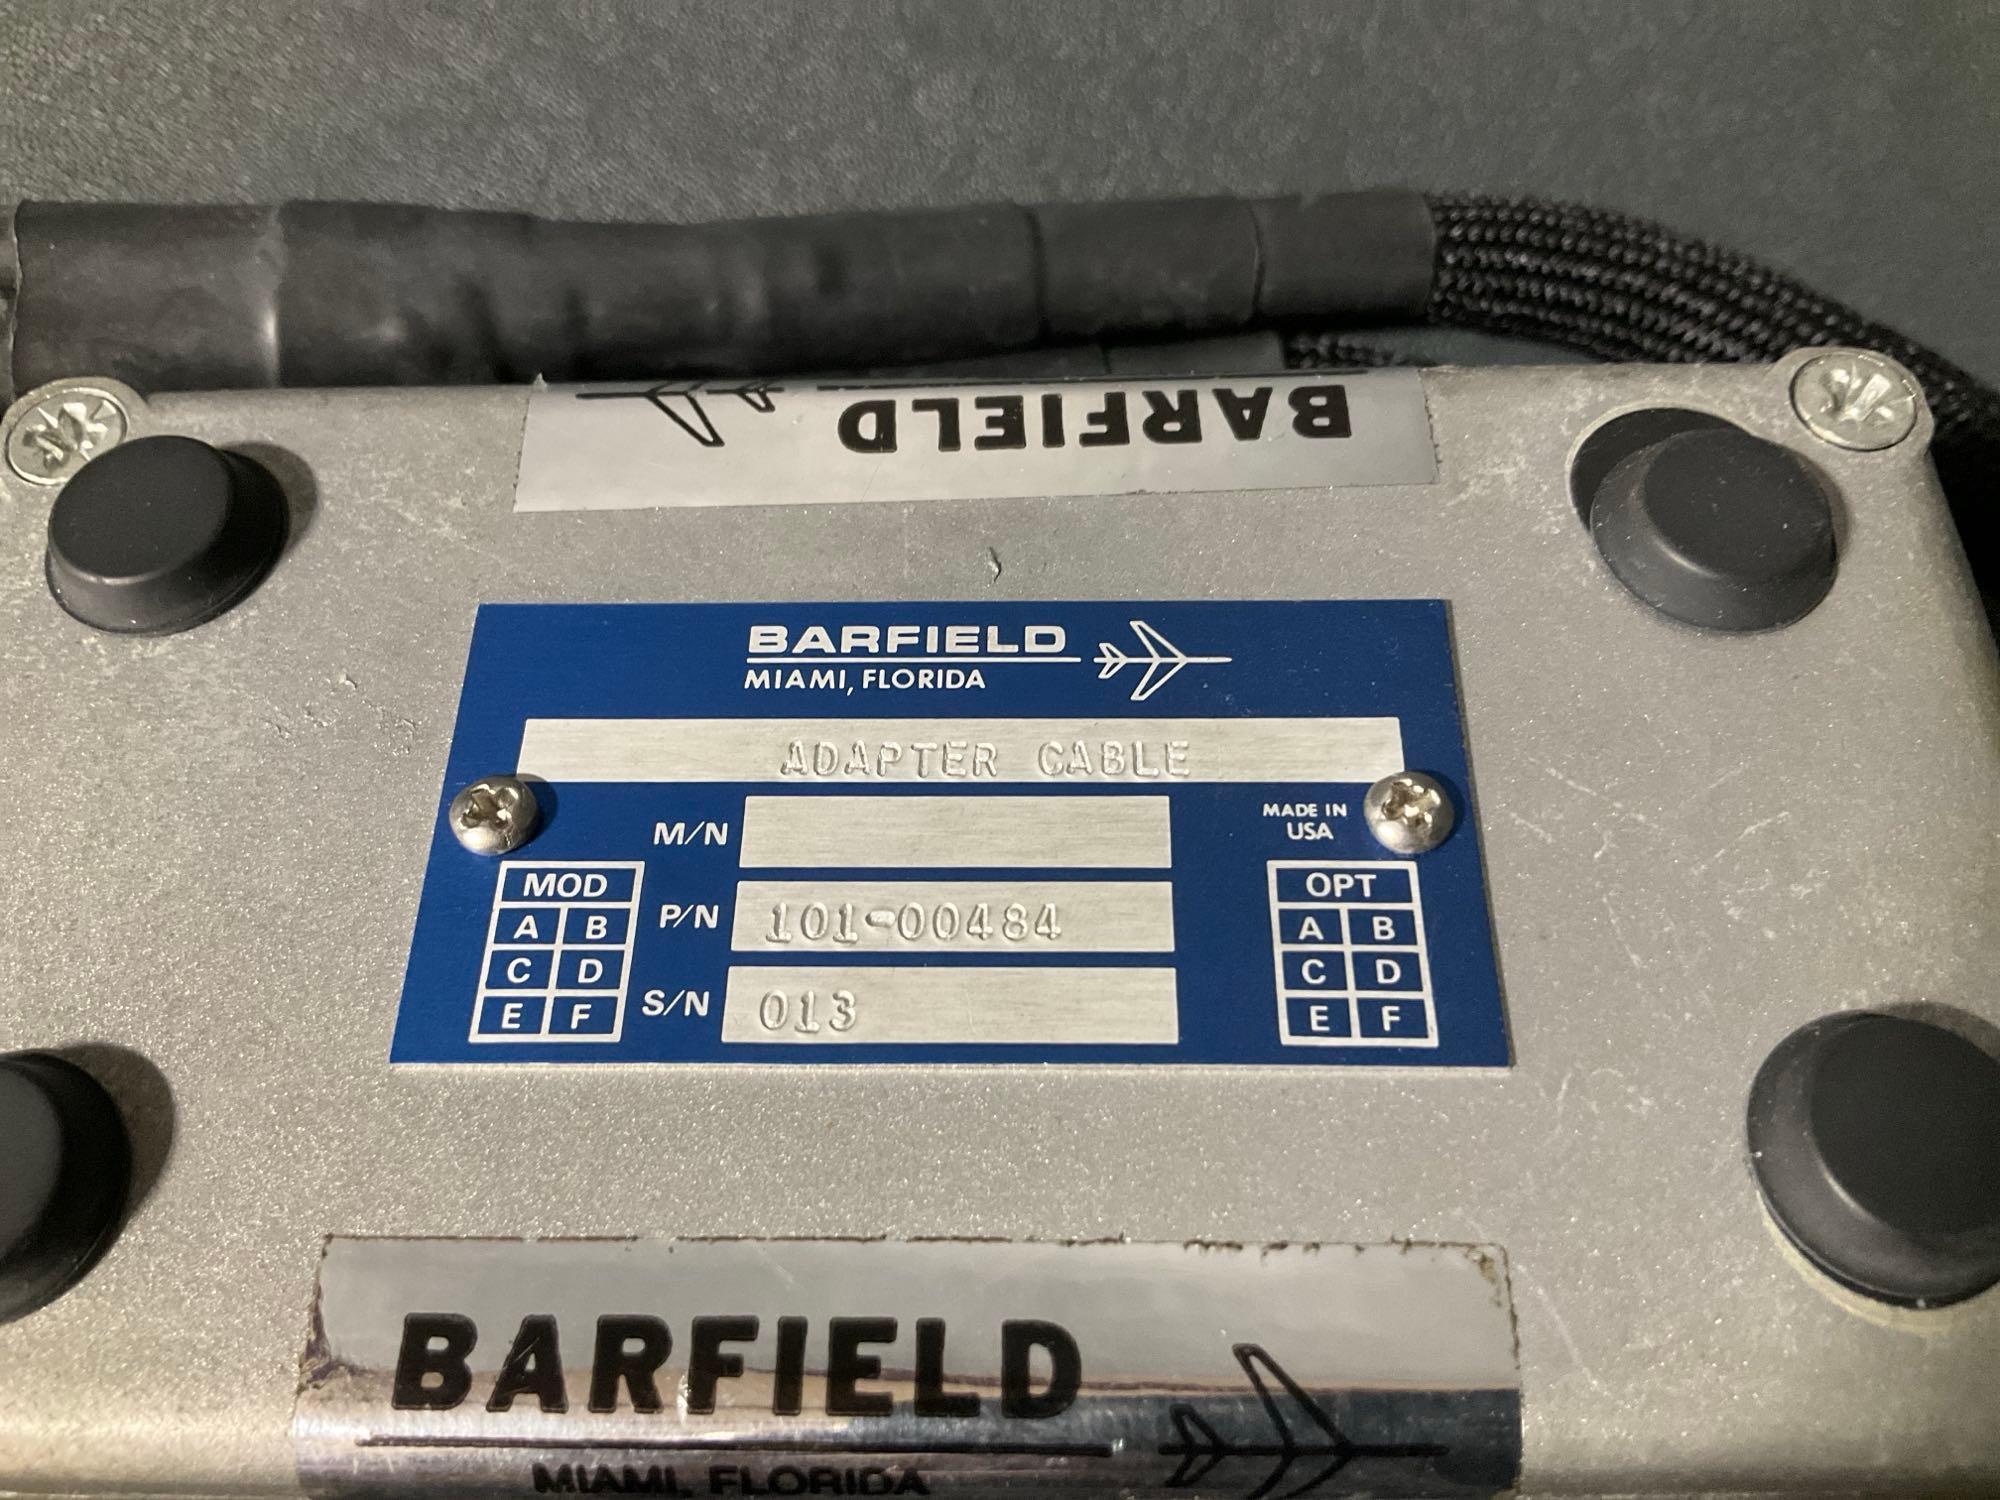 BARFIELD
BARFIELD
MIAMI, FLORIDA
ADAPTER CABLE
M/N
MADE IN
USA
MOD
A B
C D
E F
P/N 101-00484
S/N 013
OPT
A B
C D
E F
BARFIELD
MIAMI, FLORIDA